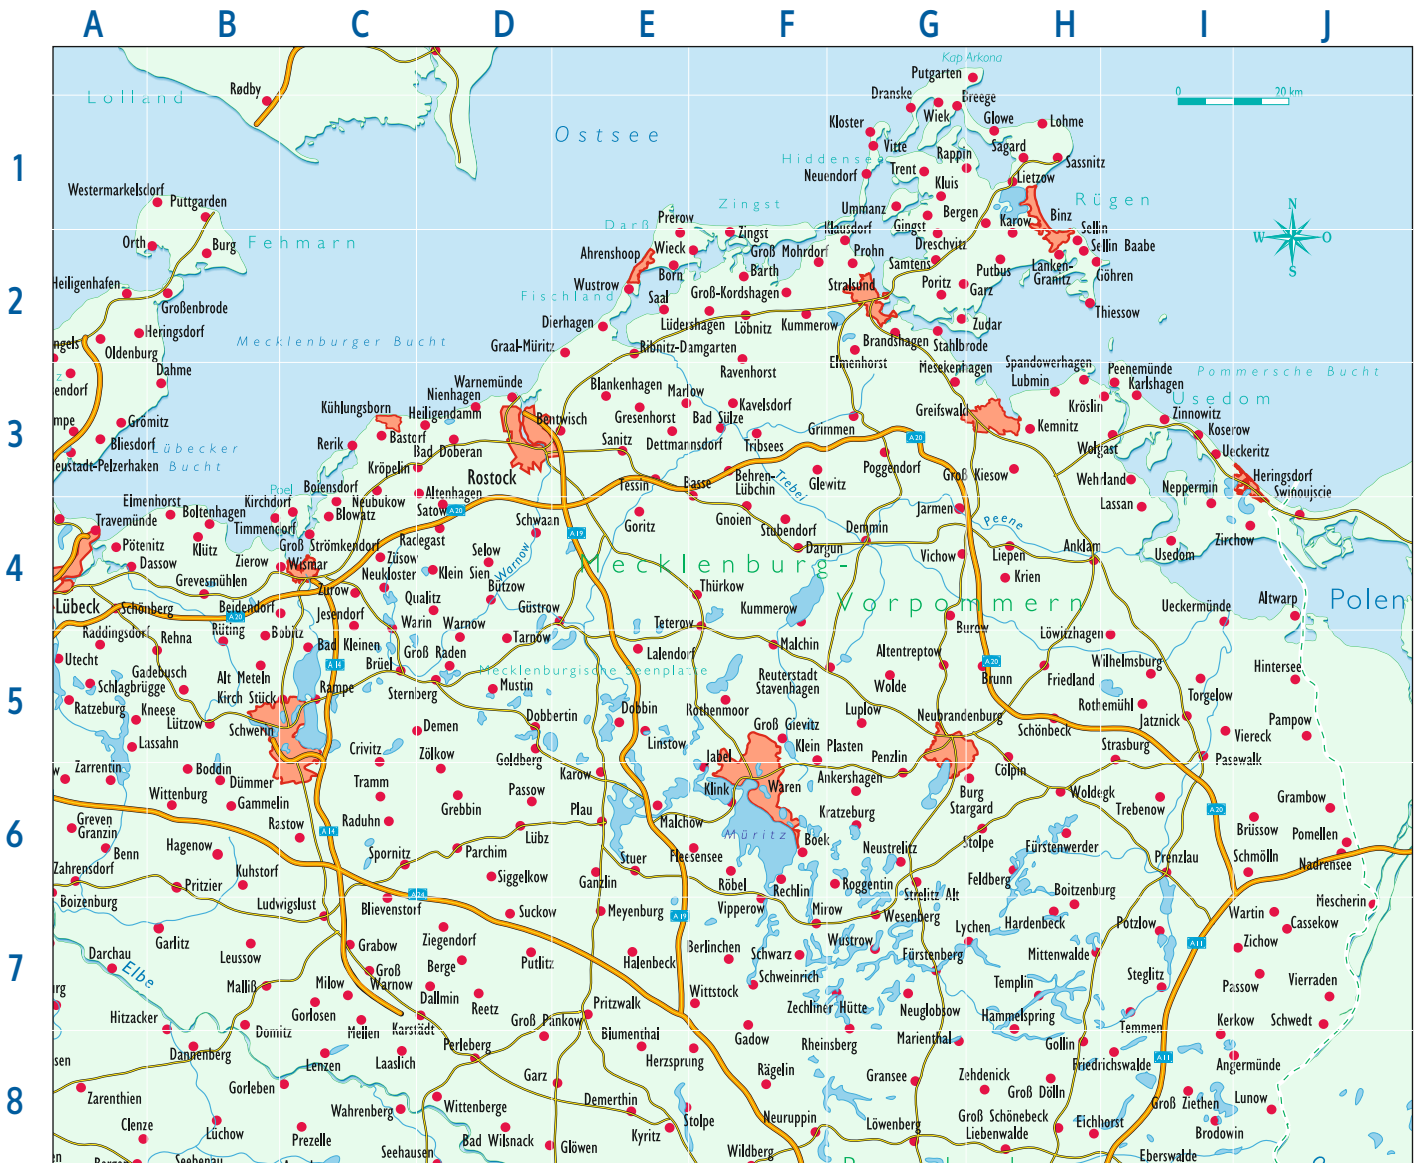 A B C D E F G H I J
Kap Arkona
Putgarten
Rødby
Lolland
Dranske
Breege
0 20 km
Wiek
Glowe
Lohme
Kloster
Ostsee
1
Vitte
Rappin
Sagard
Sassnitz
Hiddensee
Trent
Neuendorf
Kluis
Lietzow
Westermarkelsdorf
Puttgarden
Zingst
Ummanz
Bergen
Rügen
N
Prerow
Darß
Gingst
Karow
Binz
Sellin
Orth
Burg
Fehmarn
Zingst
Klausdorf
Dreschvitz
W O
Ahrenshoop
Wieck
Groß Mohrdorf
Prohn
Sellin Baabe
S
Born
Barth
Samtens
Putbus
Lanken-
Granitz
Göhren
Heiligenhafen
Wustrow
Groß-Kordshagen
Stralsund
Poritz
Garz
2
Großenbrode
Fischland
Saal
Lüdershagen
Löbnitz
Kummerow
Thiessow
Dierhagen
Zudar
Heringsdorf
Mecklenburger Bucht
Graal-Müritz
Ribnitz-Damgarten
Brandshagen
Stahlbrode
ngels
Oldenburg
Elmenhorst
Spandowerhagen
Peenemünde
Dahme
Ravenhorst
Mesekenhagen
Lubmin
Karlshagen
Pommersche Bucht
endorf
Warnemünde
Nienhagen
Blankenhagen
Marlow
Kavelsdorf
Greifswald
Kröslin
Usedom
Kühlungsborn
Heiligendamm
Gresenhorst
Bad Sülze
Zinnowitz
mpe
Grömitz
Bentwisch
Grimmen
Kemnitz
Koserow
3
Bliesdorf
Lübecker
Bucht
Rerik
Bastorf
Bad Doberan
Sanitz
Dettmannsdorf
Tribsees
A20
Wolgast
Ueckeritz
eustadt-Pelzerhaken
Kröpelin
Rostock
Tessin
Basse
Behren-
Lübchin
Trebel
Glewitz
Poggendorf
Groß Kiesow
Wehrland
Heringsdorf
Neppermin
Swinoujscie
Elmenhorst
Kirchdorf
Poel
Boiensdorf
Neubukow
Altenhagen
Gnoien
Jarmen
Lassan
Travemünde
Boltenhagen
Timmendorf
Blowatz
Satow
A20
Schwaan
Goritz
Stubendorf
Demmin
Peene
Zirchow
Pötenitz
Klütz
Groß Strömkendorf
Radegast
A19
Dargun
Liepen
Anklam
Usedom
Dassow
Zierow
Wismar
Züsow
Selow
Warnow
Mecklenburg-
Vichow
4
Grevesmühlen
Neukloster
Klein Sien
Bützow
Thürkow
Krien
Lübeck
Schönberg
Zurow
Qualitz
Güstrow
Kummerow
Vorpommern
Ueckermünde
Altwarp
Polen
A20
Beidendorf
Jesendorf
Warin
Warnow
Teterow
Burow
Raddingsdorf
Rehna
Rüting
Bobitz
Bad Kleinen
Groß Raden
Tarnow
Malchin
Löwitzhagen
Utecht
Gadebusch
Alt Meteln
A14
Brüel
Mecklenburgische Seenplatte
Lalendorf
Altentreptow
A20
Brunn
Wilhelmsburg
Hintersee
Schlagbrügge
Kirch Stück
Rampe
Sternberg
Mustin
Reuterstadt
Stavenhagen
Wolde
Friedland
Torgelow
5
Ratzeburg
Kneese
Lützow
Dobbertin
Dobbin
Rothenmoor
Luplow
Neubrandenburg
Rothemühl
Jatznick
Pampow
Lassahn
Schwerin
Demen
Linstow
Groß Gievitz
Klein Plasten
Schönbeck
Viereck
Crivitz
Zölkow
Goldberg
Jabel
Penzlin
Strasburg
Pasewalk
Zarrentin
Boddin
Dümmer
Tramm
Karow
Ankershagen
Cölpin
Wittenburg
Gammelin
Grebbin
Passow
Plau
Klink
Waren
Kratzeburg
Burg
Stargard
Woldegk
Trebenow
Grambow
Greven
Granzin
Rastow
A14
Raduhn
Lübz
Malchow
Müritz
Stolpe
A20
Brüssow
Pomellen
6
Benn
Hagenow
Spornitz
Parchim
Stuer
Fleesensee
Boek
Neustrelitz
Fürstenwerder
Prenzlau
Schmölln
Nadrensee
Zahrensdorf
Kuhstorf
Siggelkow
Ganzlin
Röbel
Rechlin
Roggentin
Strelitz Alt
Feldberg
Boitzenburg
Boizenburg
Pritzier
Ludwigslust
Blievenstorf
A24
Suckow
Meyenburg
A19
Vipperow
Mirow
Wesenberg
Hardenbeck
Potzlow
Wartin
Mescherin
Cassekow
Garlitz
Grabow
Ziegendorf
Berlinchen
Wustrow
Lychen
A11
Zichow
7
Darchau
Elbe
Leussow
Groß
Warnow
Berge
Putlitz
Halenbeck
Schwarz
Fürstenberg
Mittenwalde
Malliß
Milow
Dallmin
Schweinrich
Templin
Steglitz
Passow
Vierraden
urg
Hitzacker
Gorlosen
Reetz
Pritzwalk
Wittstock
Zechliner Hütte
Neuglobsow
Hammelspring
Temmen
Kerkow
Schwedt
Dömitz
Mellen
Karstädt
Groß Pankow
Blumenthal
Gadow
Rheinsberg
Marienthal
Gollin
sen
Dannenberg
Lenzen
Laaslich
Perleberg
Herzsprung
Friedrichswalde
A11
Angermünde
Gorleben
Garz
Rägelin
Gransee
Zehdenick
Groß Dölln
8
Zarenthien
Wahrenberg
Wittenberge
Demerthin
Stolpe
Neuruppin
Groß Schönebeck
Groß Ziethen
Lunow
Clenze
Lüchow
Prezelle
Bad Wilsnack
Kyritz
Löwenberg
Liebenwalde
Eichhorst
Brodowin
Seebenau
Seehausen
Glöwen
Wildberg
Eberswalde